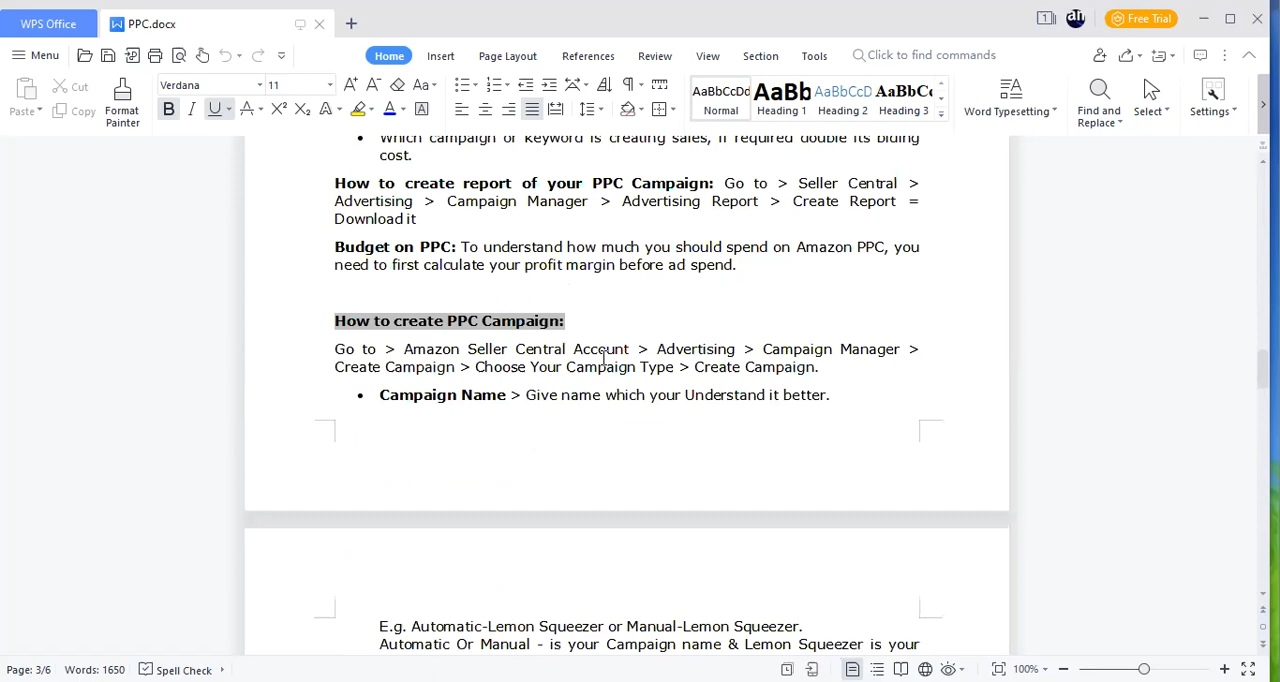 WPS Office
PPC.docx
Free Trial
Menu
Home
Insert
Page Layout
References
Review
View
Section
Tools
Click to find commands
Paste
Cut
Copy
Format Painter
Verdana
11
AaBbCcDd
Normal
AaBb
Heading 1
AaBbCcDd
Heading 2
AaBbCc
Heading 3
Word Typesetting
Find and Replace
Select
Settings
• Which campaign or keyword is creating sales, if required double its biding
cost.
How to create report of your PPC Campaign: Go to > Seller Central >
Advertising > Campaign Manager > Advertising Report > Create Report =
Download it
Budget on PPC: To understand how much you should spend on Amazon PPC, you
need to first calculate your profit margin before ad spend.
How to create PPC Campaign:
Go to > Amazon Seller Central Account > Advertising > Campaign Manager >
Create Campaign > Choose Your Campaign Type > Create Campaign.
• Campaign Name > Give name which your Understand it better.
E.g. Automatic-Lemon Squeezer or Manual-Lemon Squeezer.
Automatic Or Manual - is your Campaign name & Lemon Squeezer is your
Page: 3/6
Words: 1650
Spell Check
100%